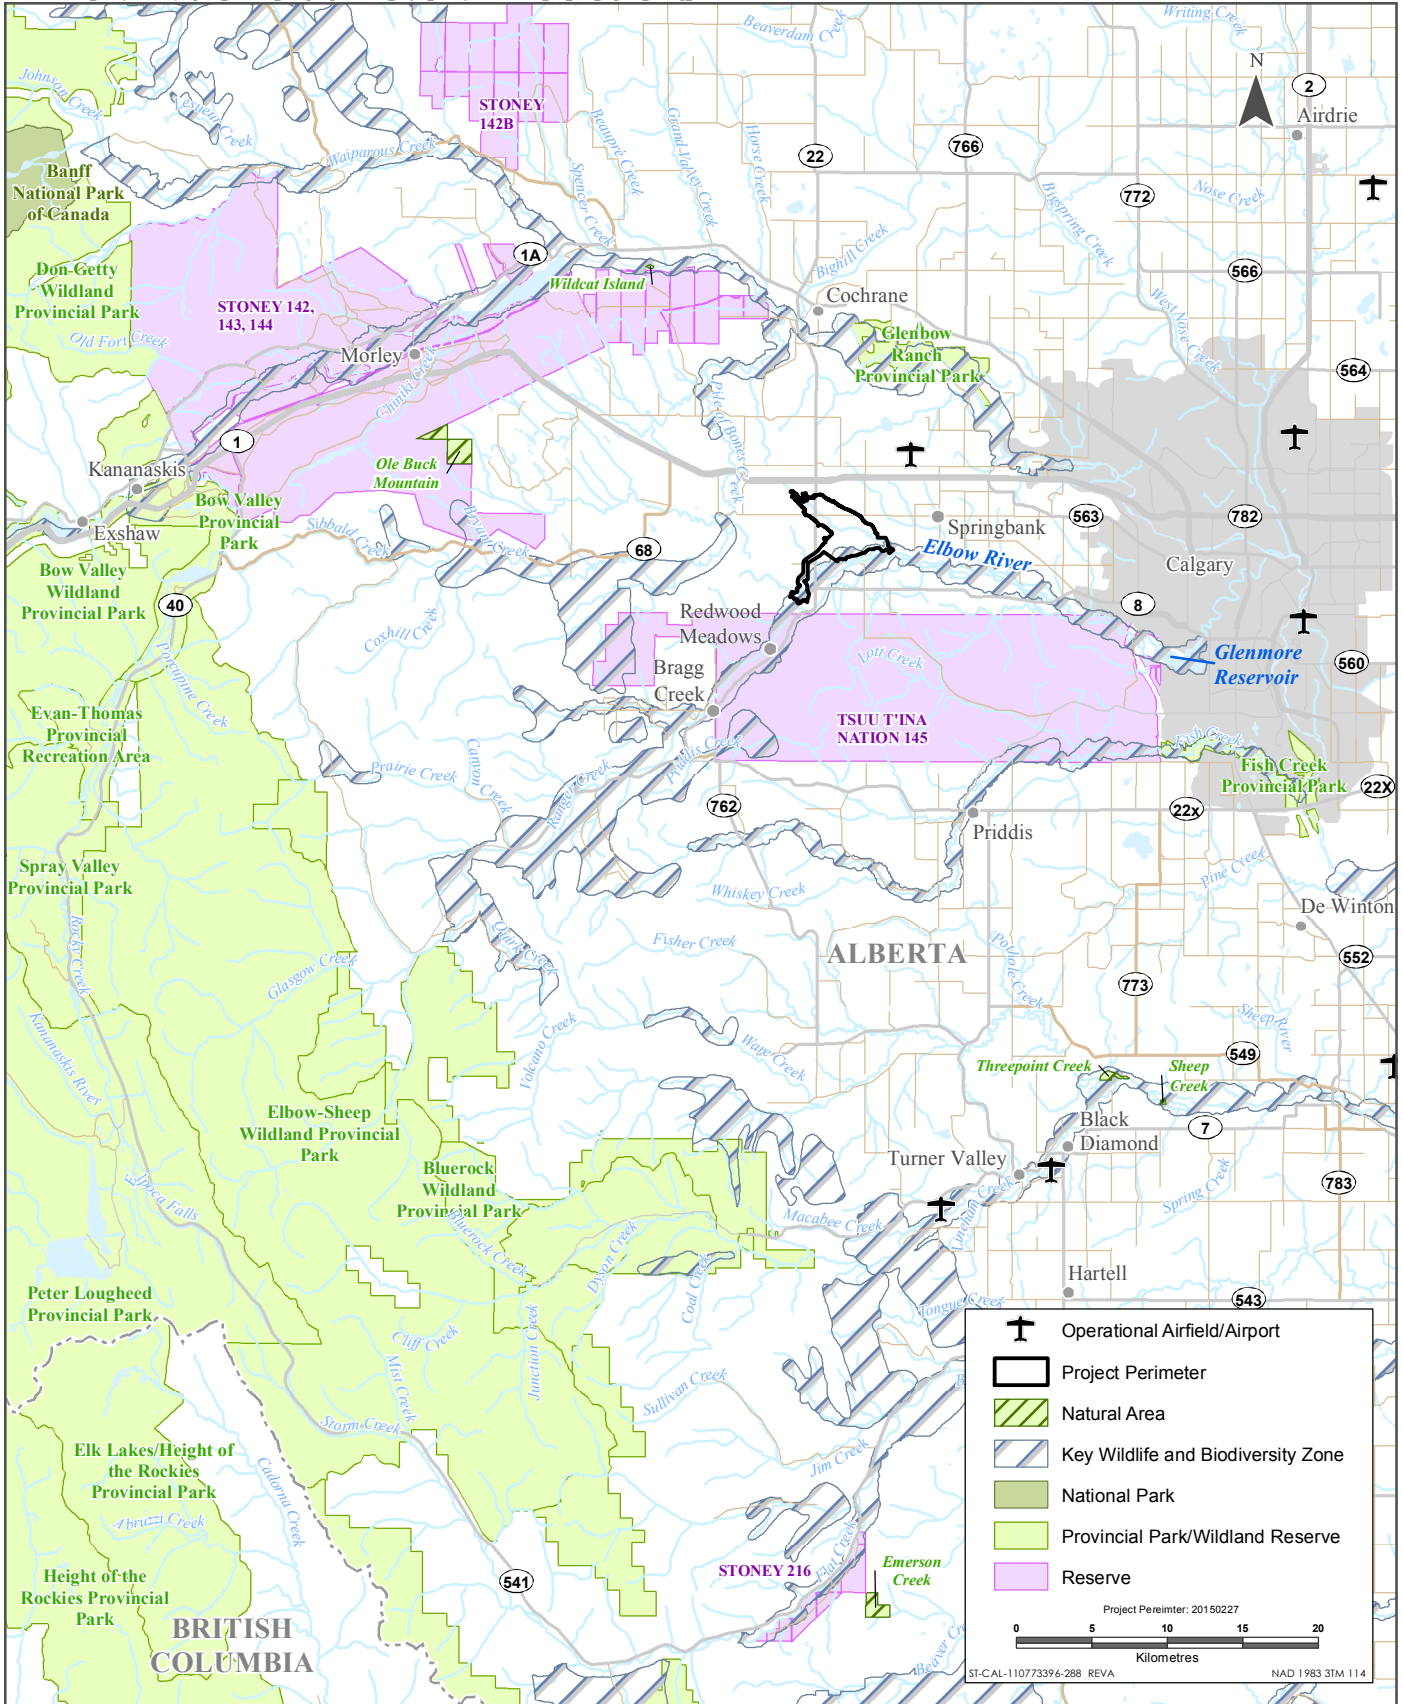 Writing Creek
Beaverdam Creek
N
2
Airdrie
Johnson Creek
Lesueur Creek
STONEY
142B
Waiparous Creek
Beaupré Creek
Grand Valley Creek
Horse Creek
22
766
Spencer Creek
Bigspring Creek
772
Nose Creek
Banff
National Park
of Canada
1A
Bighill Creek
566
Don Getty
Wildland
Provincial Park
Wildcat Island
Cochrane
West Nose Creek
STONEY 142,
143, 144
Old Fort Creek
Morley
Chiniki Creek
Glenbow
Ranch
Provincial Park
564
Pile of Bones Creek
1
Kananaskis
Ole Buck
Mountain
Bow Valley
Provincial
Park
Exshaw
Sibbald Creek
Bryant Creek
68
Springbank
563
782
Elbow River
Calgary
Bow Valley
Wildland
Provincial Park
40
Coxhill Creek
Redwood
Meadows
8
Porcupine Creek
Bragg
Creek
Lott Creek
Glenmore
Reservoir
560
Evan-Thomas
Provincial
Recreation Area
TSUU T'INA
NATION 145
Canyon Creek
Prairie Creek
Priddis Creek
Ranger Creek
Fish Creek
Fish Creek
Provincial Park
22X
762
22x
Priddis
Spray Valley
Provincial Park
Whiskey Creek
Pine Creek
Rocky Creek
De Winton
Quirk Creek
Fisher Creek
ALBERTA
Pothole Creek
552
Glasgow Creek
773
Kananaskis River
Volcano Creek
Ware Creek
Sheep River
549
Threepoint Creek
Sheep
Creek
Elbow-Sheep
Wildland Provincial
Park
Black
Diamond
7
Bluerock
Wildland
Provincial Park
Turner Valley
783
Ipoca Falls
Bluerock Creek
Macabee Creek
Lineham Creek
Spring Creek
Dyson Creek
Coal Creek
Hartell
Peter Lougheed
Provincial Park
Tongue Creek
543
Cliff Creek
Mist Creek
Junction Creek
Sullivan Creek
Storm Creek
Elk Lakes/Height of
the Rockies
Provincial Park
Cadorna Creek
Jim Creek
Abruzzi Creek
Flat Creek
STONEY 216
Emerson
Creek
Height of the
Rockies Provincial
Park
541
BRITISH
COLUMBIA
Operational Airfield/Airport
Project Perimeter
Natural Area
Key Wildlife and Biodiversity Zone
National Park
Provincial Park/Wildland Reserve
Reserve
Project Pereimter: 20150227
0 5 10 15 20
Kilometres
ST-CAL-110773396-288 REVA
NAD 1983 3TM 114